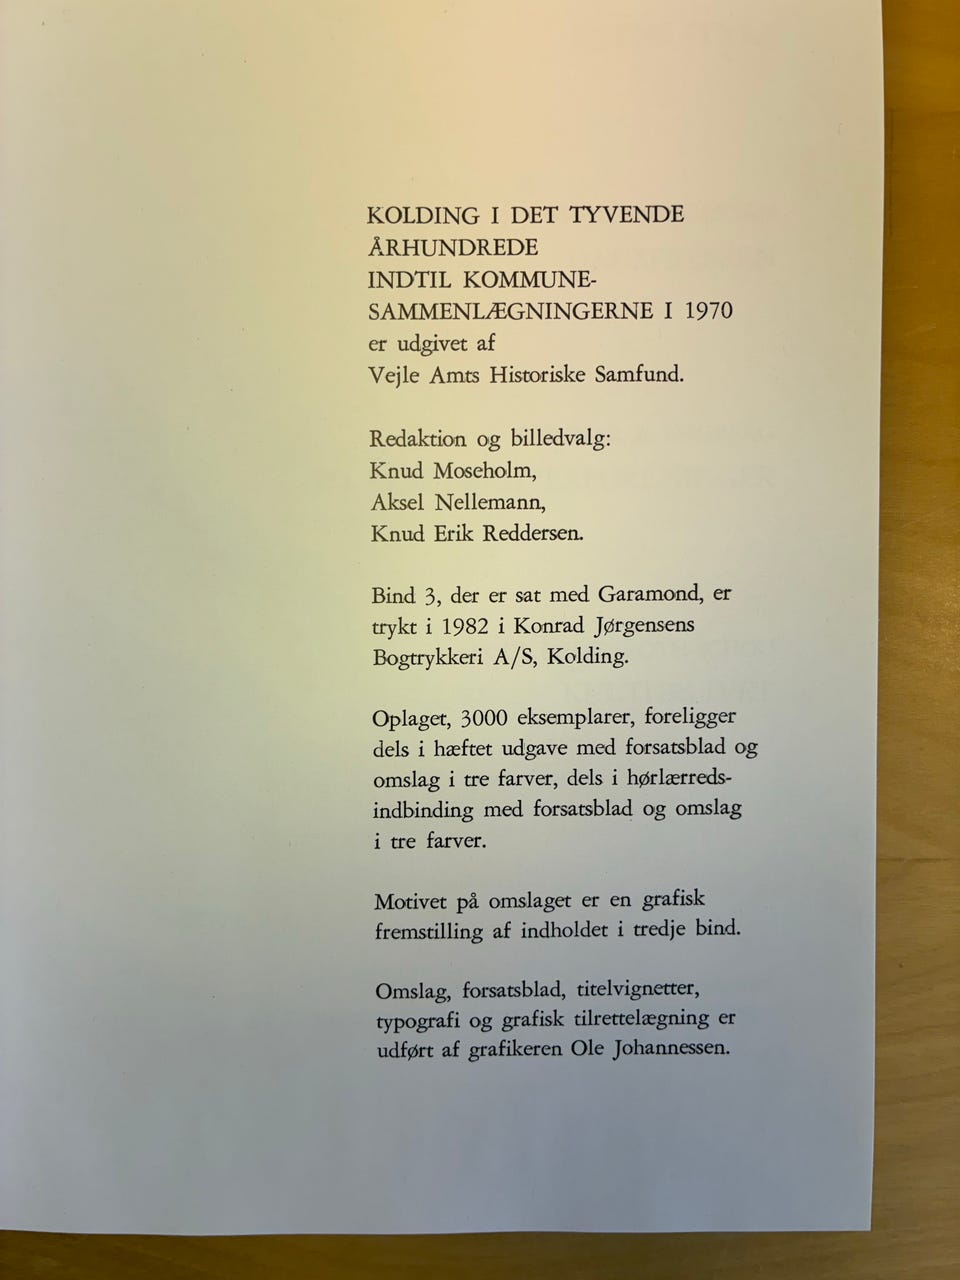 KOLDING I DET TYVENDE
ÅRHUNDREDE
INDTIL KOMMUNE-
SAMMENLÆGNINGERNE I 1970
er udgivet af
Vejle Amts Historiske Samfund.
Redaktion og billedvalg:
Knud Moseholm,
Aksel Nellemann,
Knud Erik Reddersen.
Bind 3, der er sat med Garamond, er
trykt i 1982 i Konrad Jørgensens
Bogtrykkeri A/S, Kolding.
Oplaget, 3000 eksemplarer, foreligger
dels i hæftet udgave med forsatsblad og
omslag i tre farver, dels i hørlærreds-
indbinding med forsatsblad og omslag
i tre farver.
Motivet på omslaget er en grafisk
fremstilling af indholdet i tredje bind.
Omslag, forsatsblad, titelvignetter,
typografi og grafisk tilrettelægning er
udført af grafikeren Ole Johannessen.